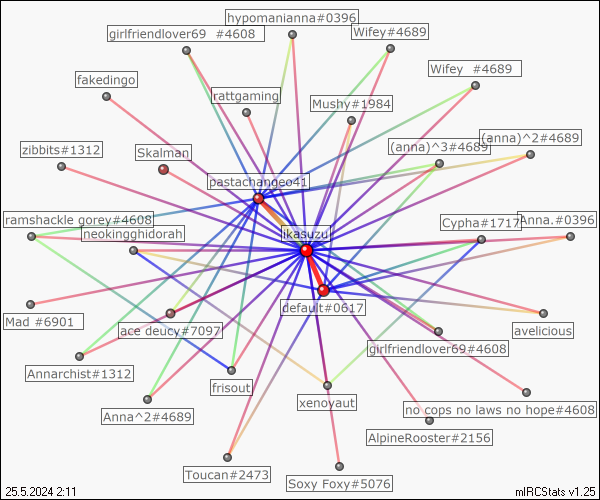 hypomanianna#0396
girlfriendlover69 #4608
Wifey#4689
Wifey #4689
fakedingo
rattgaming
Mushy#1984
(anna)^2#4689
(anna)^3#4689
zibbits#1312
Skalman
pastachangeo41
ramshackle gorey#4608
Cypha#1717
Anna.#0396
neokingghidorah
ikasuzu
default#0617
Mad #6901
ace deucy#7097
avelicious
girlfriendlover69#4608
Annarchist#1312
frisout
xenoyaut
no cops no laws no hope#4608
Anna^2#4689
AlpineRooster#2156
Toucan#2473
Soxy Foxy#5076
25.5.2024 2:11
mIRCStats v1.25